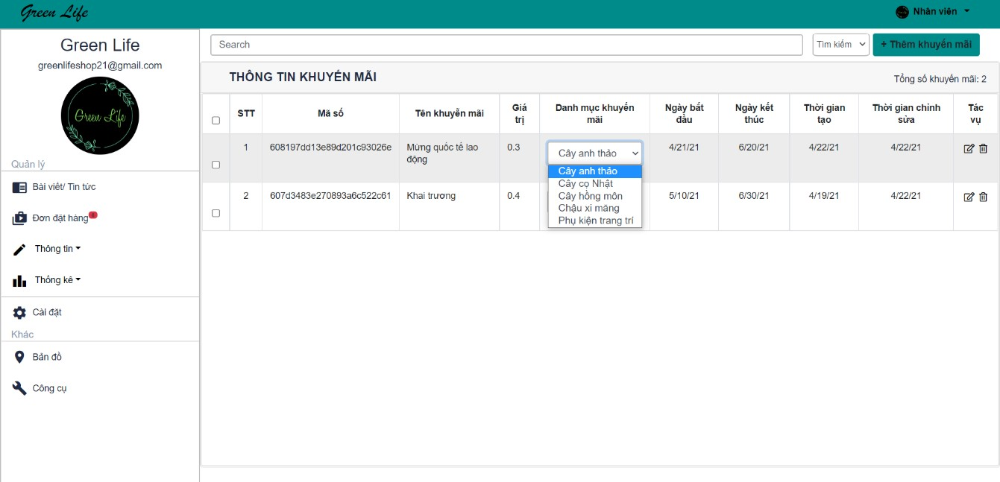 Green Life
Nhân viên
Green Life
greenlifeshop21@gmail.com
Green Life
Quản lý
Bài viết/ Tin tức
Đơn đặt hàng
Thông tin
Thống kê
Cài đặt
Khác
Bản đồ
Công cụ
Search
Tìm kiếm
+ Thêm khuyến mãi
THÔNG TIN KHUYẾN MÃI
Tổng số khuyến mãi: 2
STT
Mã số
Tên khuyễn mãi
Giá
trị
Danh mục khuyến
mãi
Ngày bắt
đầu
Ngày kết
thúc
Thời gian
tạo
Thời gian chỉnh
sửa
Tác
vụ
1
608197dd13e89d201c93026e
Mừng quốc tế lao
động
0.3
Cây anh thảo
4/21/21
6/20/21
4/22/21
4/22/21
Cây anh thảo
Cây cọ Nhật
Cây hồng môn
Chậu xi măng
Phụ kiện trang trí
2
607d3483e270893a6c522c61
Khai trương
0.4
5/10/21
6/30/21
4/19/21
4/22/21